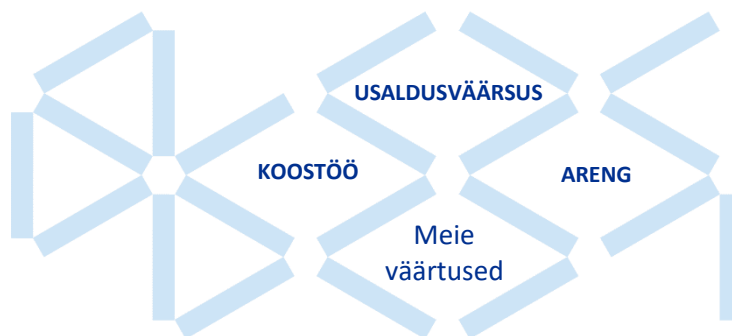 USALDUSVÄÄRSUS
KOOSTÖÖ
ARENG
Meie
väärtused